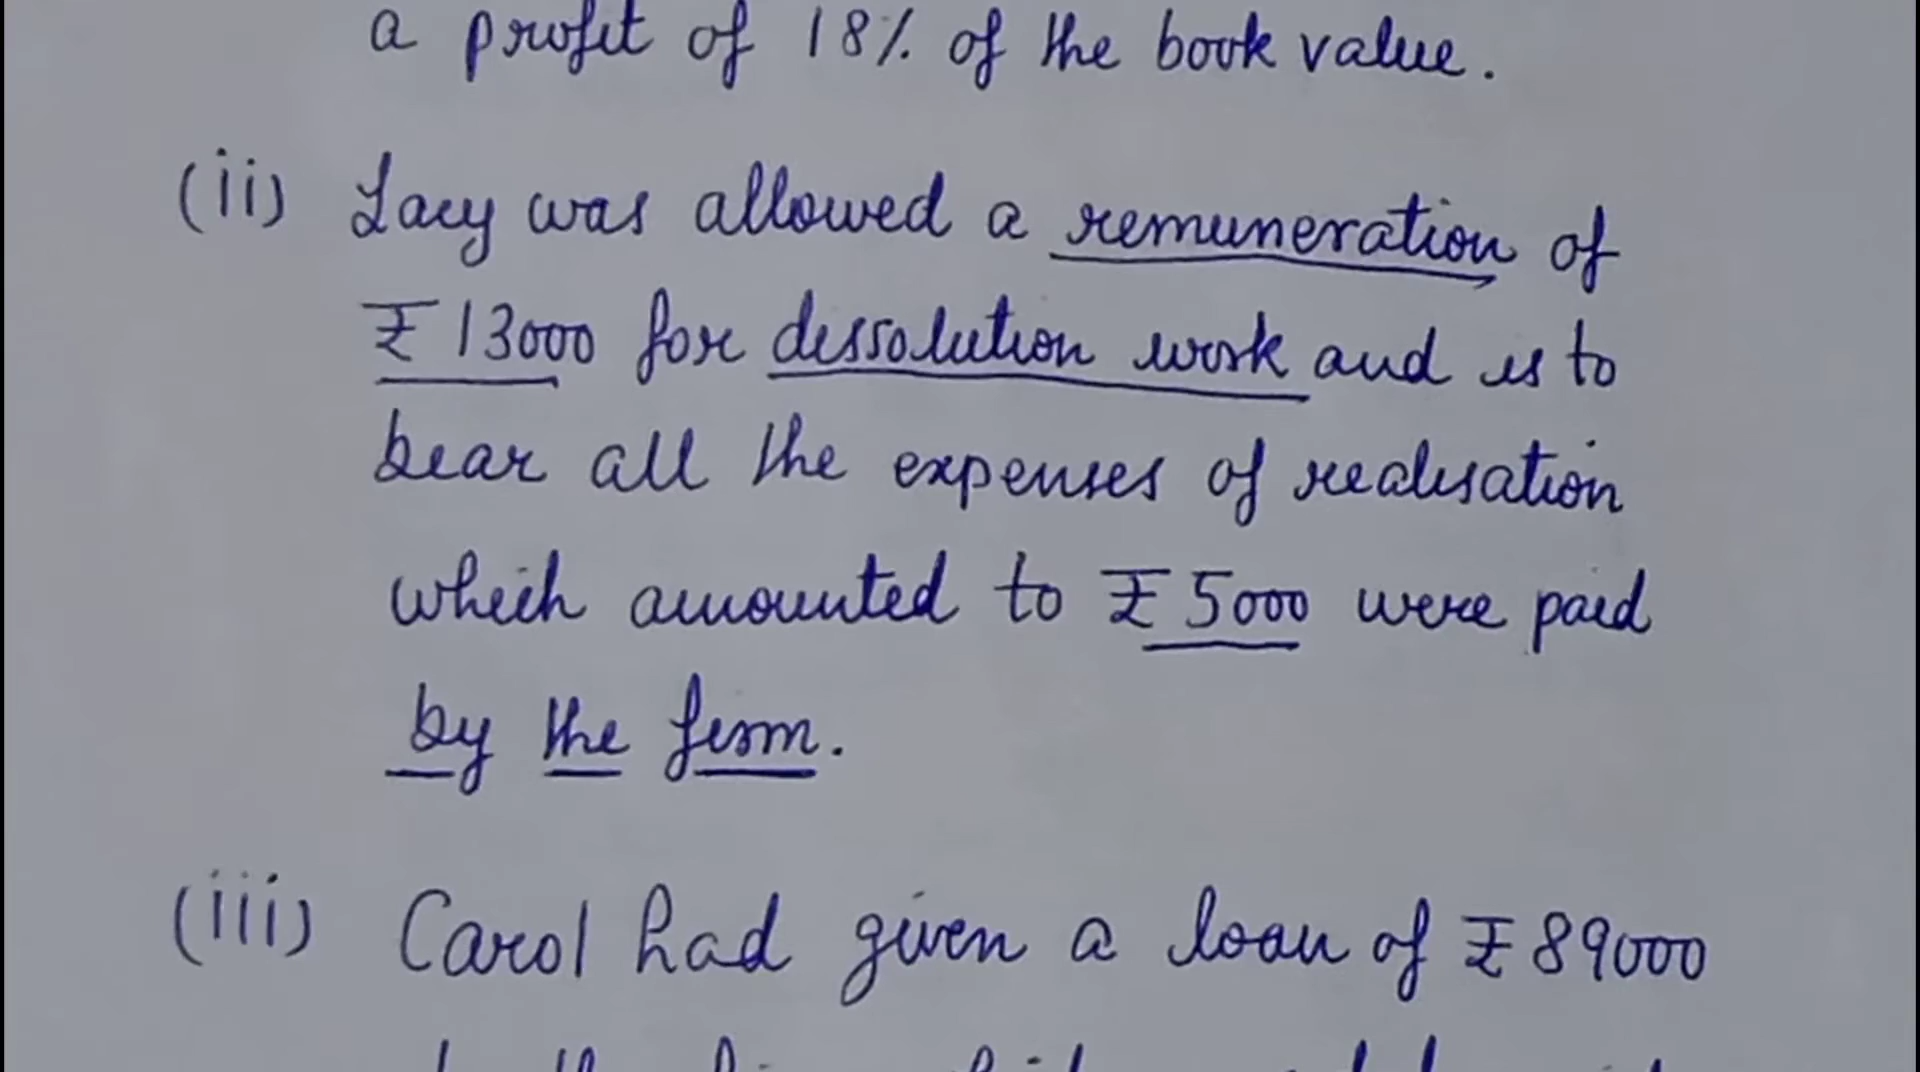 a profit of 18% of the book value.
(ii) Lacy was allowed a remuneration of
₹13000 for dissolution work and is to
bear all the expenses of realisation
which amounted to ₹5000 were paid
by the firm.
(iii) Carol had given a loan of ₹89000